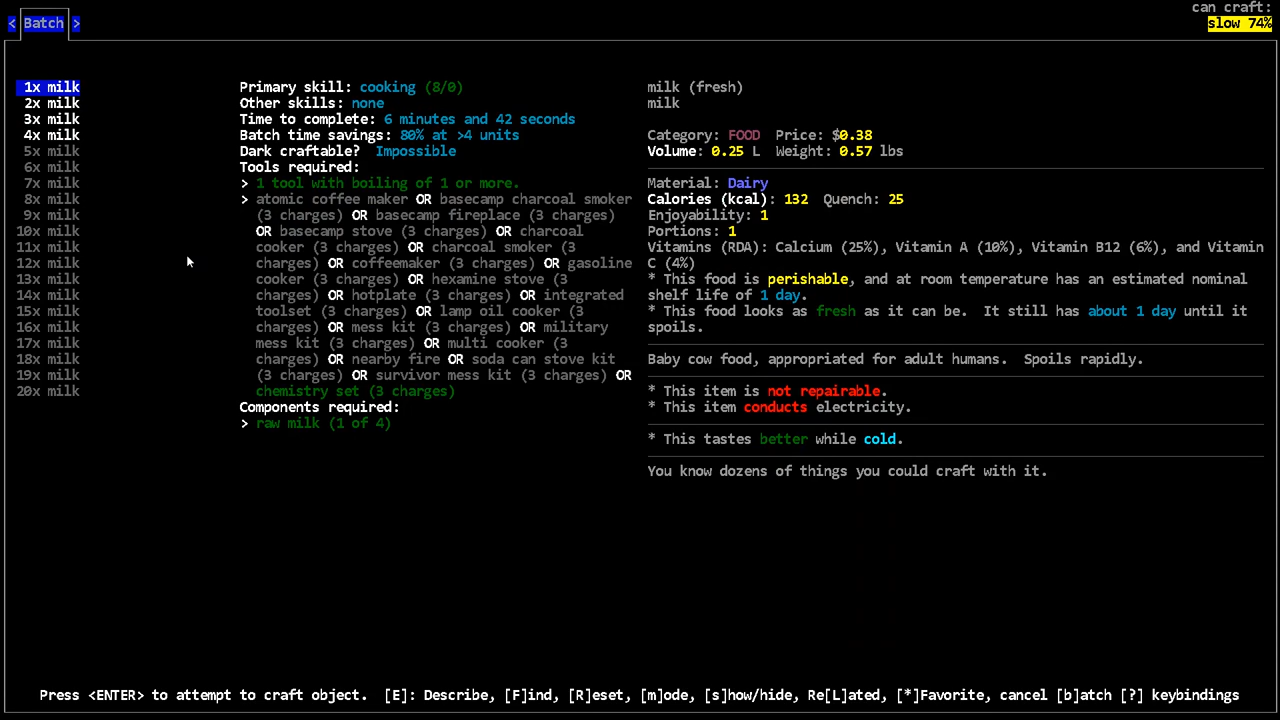 can craft:
< Batch >
slow 74%
1x milk
2x milk
3x milk
4x milk
5x milk
6x milk
7x milk
8x milk
9x milk
10x milk
11x milk
12x milk
13x milk
14x milk
15x milk
16x milk
17x milk
18x milk
19x milk
20x milk
Primary skill: cooking (8/0)
Other skills: none
Time to complete: 6 minutes and 42 seconds
Batch time savings: 80% at >4 units
Dark craftable? Impossible
Tools required:
> 1 tool with boiling of 1 or more.
> atomic coffee maker OR basecamp charcoal smoker
(3 charges) OR basecamp fireplace (3 charges)
OR basecamp stove (3 charges) OR charcoal
cooker (3 charges) OR charcoal smoker (3
charges) OR coffeemaker (3 charges) OR gasoline
cooker (3 charges) OR hexamine stove (3
charges) OR hotplate (3 charges) OR integrated
toolset (3 charges) OR lamp oil cooker (3
charges) OR mess kit (3 charges) OR military
mess kit (3 charges) OR multi cooker (3
charges) OR nearby fire OR soda can stove kit
(3 charges) OR survivor mess kit (3 charges) OR
chemistry set (3 charges)
Components required:
> raw milk (1 of 4)
milk (fresh)
milk
Category: FOOD Price: $0.38
Volume: 0.25 L Weight: 0.57 lbs
Material: Dairy
Calories (kcal): 132 Quench: 25
Enjoyability: 1
Portions: 1
Vitamins (RDA): Calcium (25%), Vitamin A (10%), Vitamin B12 (6%), and Vitamin
C (4%)
* This food is perishable, and at room temperature has an estimated nominal
shelf life of 1 day.
* This food looks as fresh as it can be. It still has about 1 day until it
spoils.
Baby cow food, appropriated for adult humans. Spoils rapidly.
* This item is not repairable.
* This item conducts electricity.
* This tastes better while cold.
You know dozens of things you could craft with it.
Press <ENTER> to attempt to craft object. [E]: Describe, [F]ind, [R]eset, [m]ode, [s]how/hide, Re[L]ated, [*]Favorite, cancel [b]atch [?] keybindings